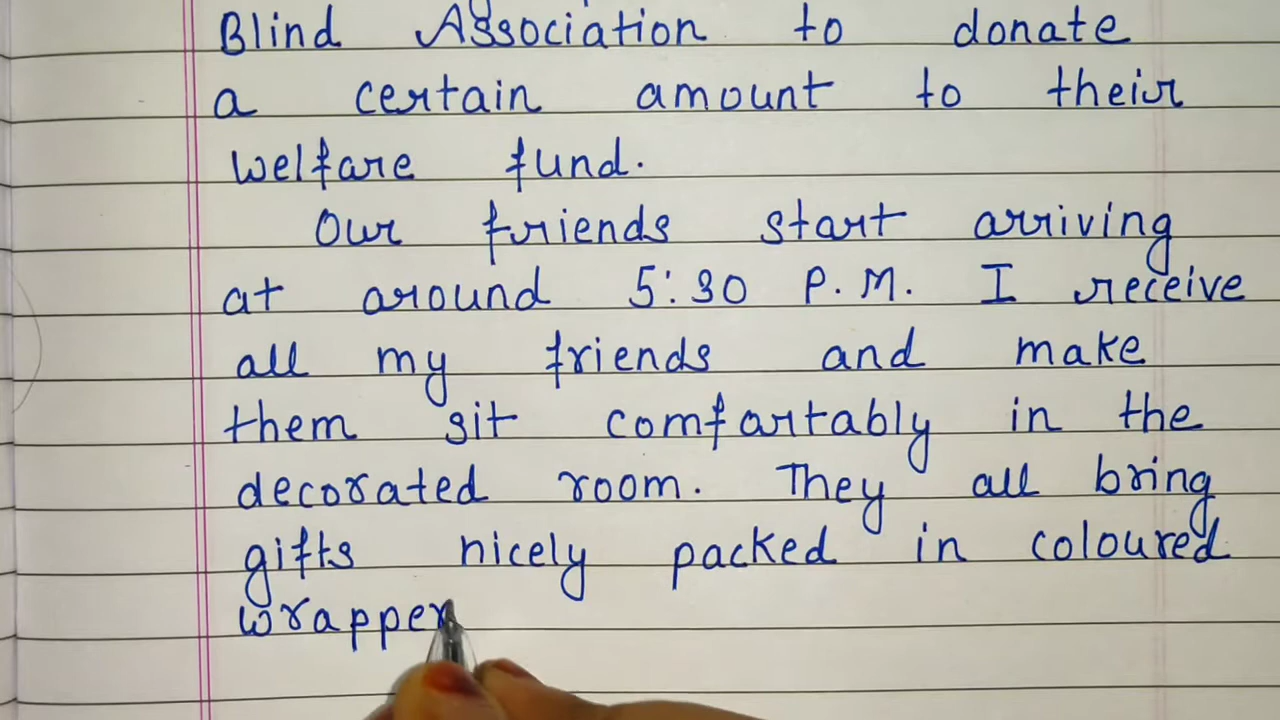 Blind Association to donate
a certain amount to their
welfare fund.
Our friends start arriving
at around 5:30 P.M. I receive
all my friends and make
them sit comfartably in the
decorated room. They all bring
gifts nicely packed in coloured
wrapper